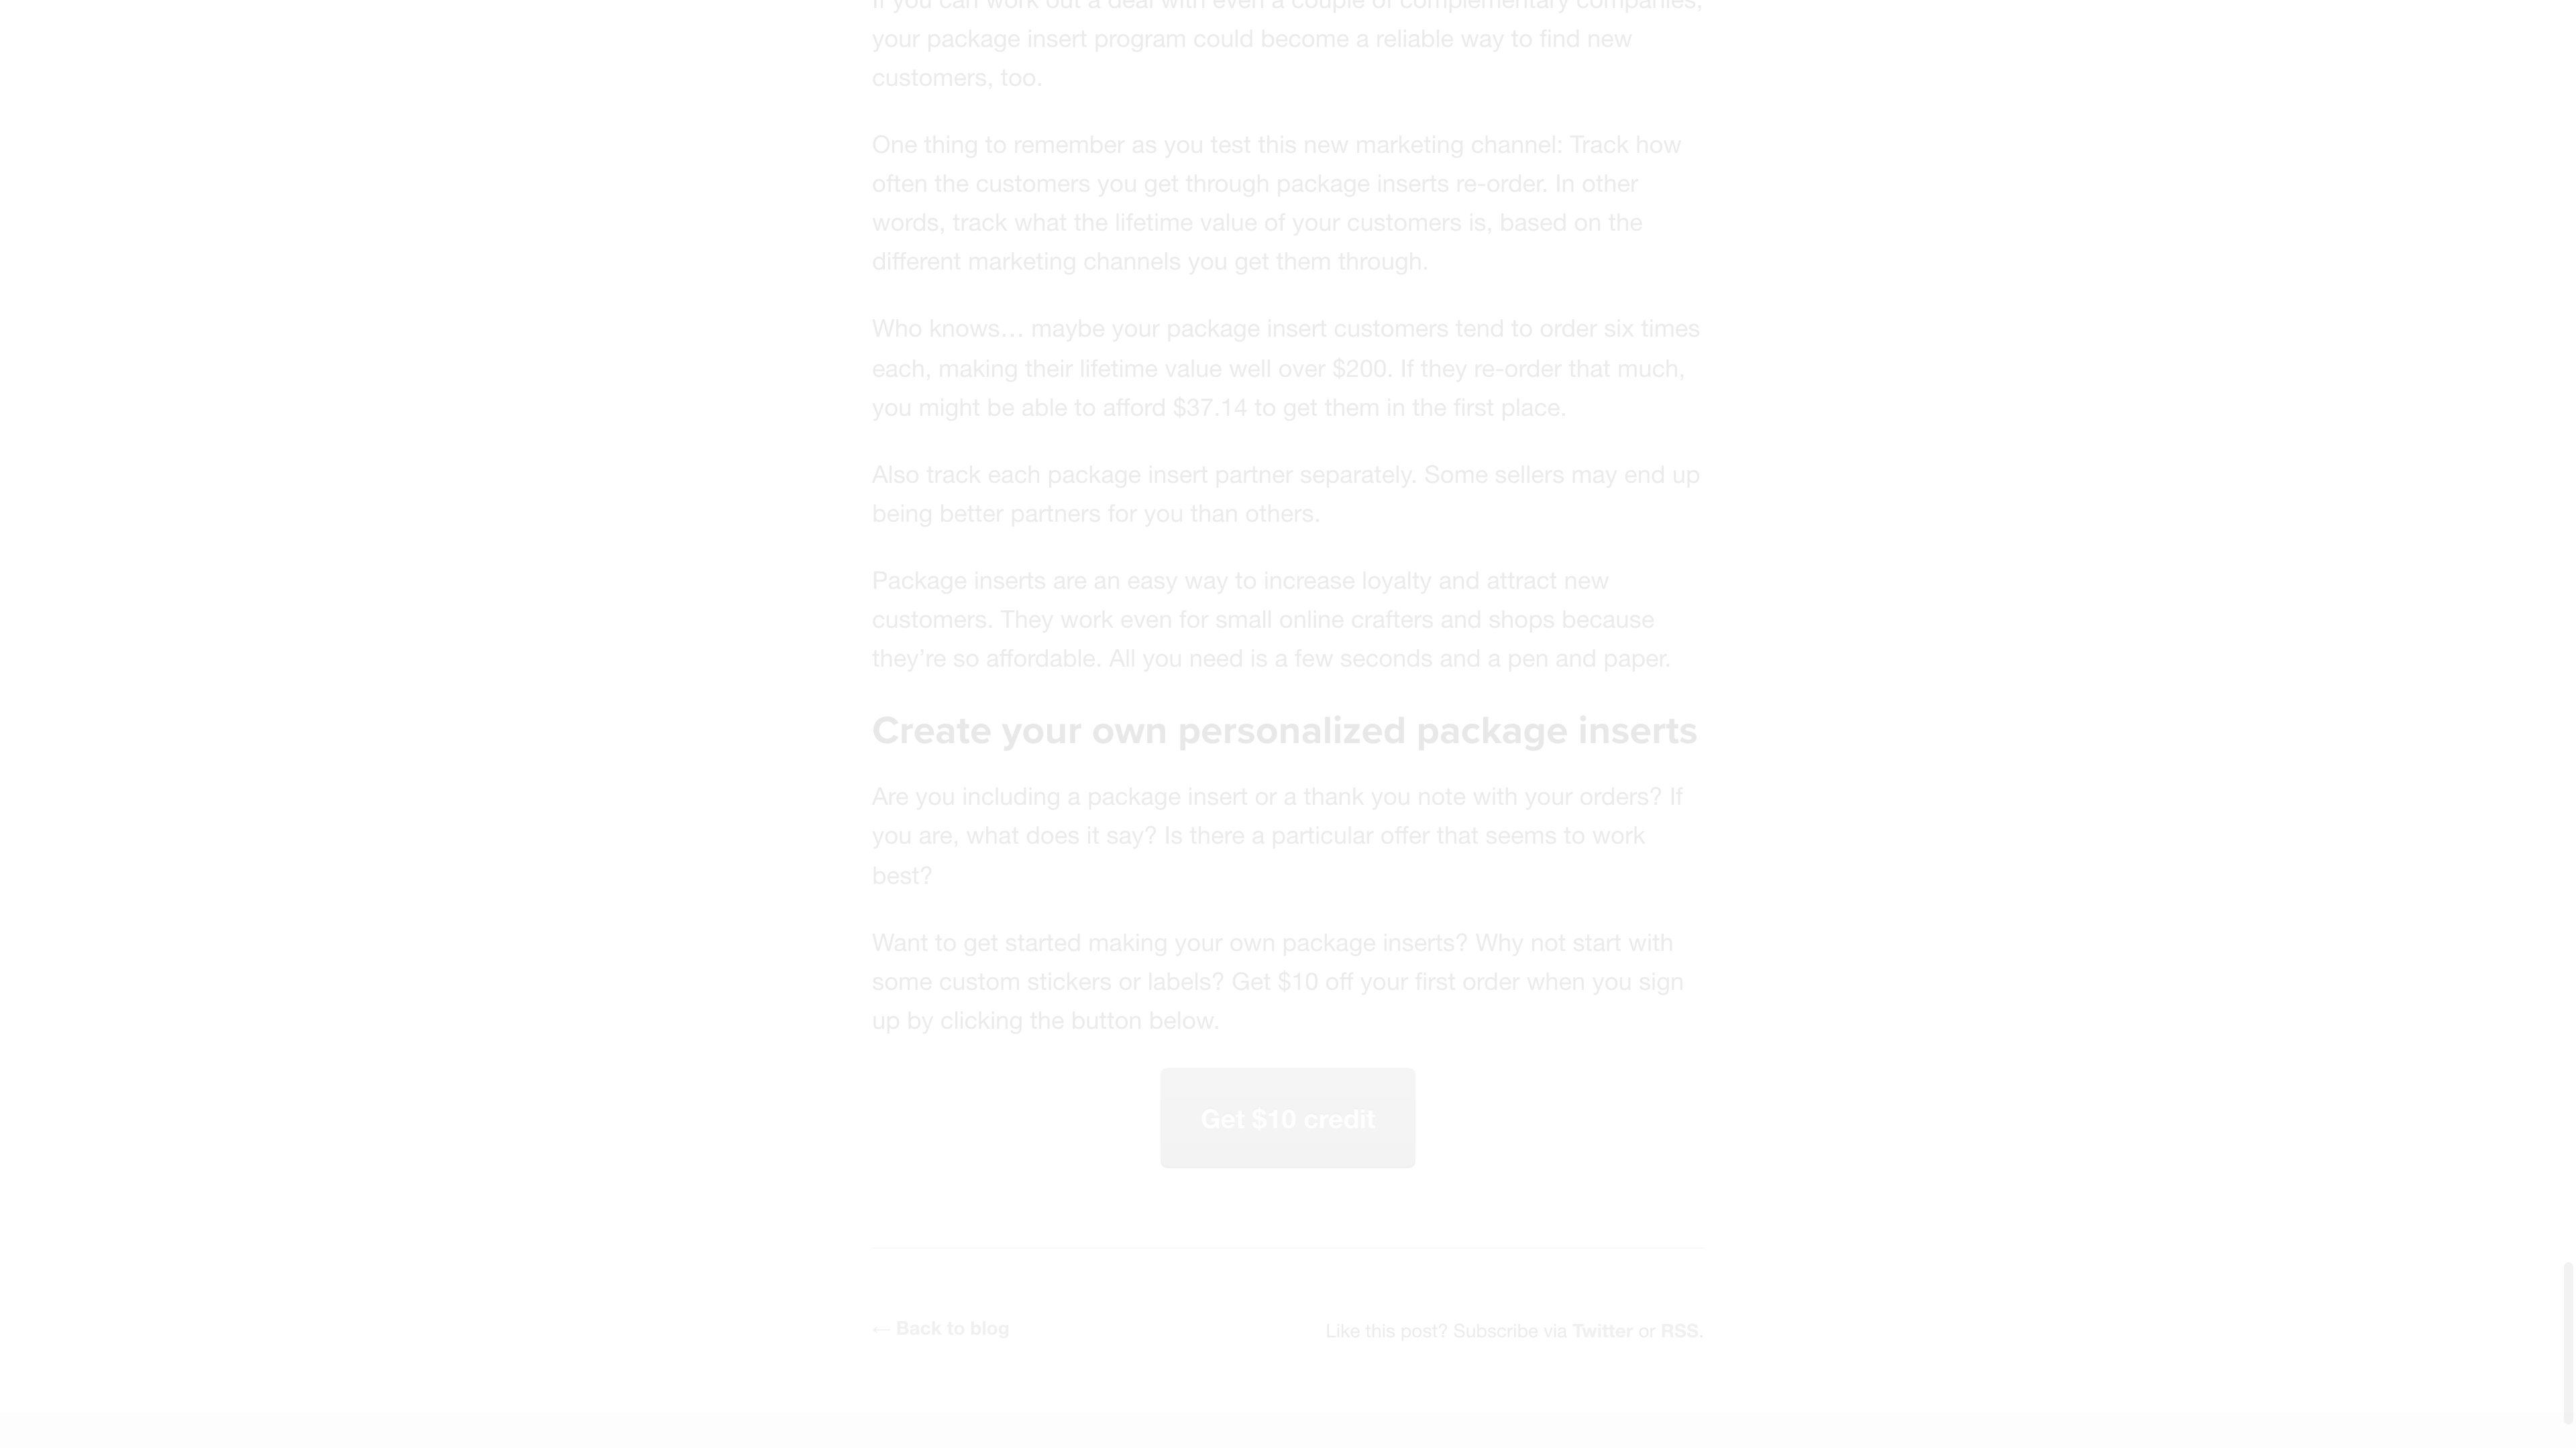 If you can work out a deal with even a couple of complementary companies,
your package insert program could become a reliable way to find new
customers, too.
One thing to remember as you test this new marketing channel: Track how
often the customers you get through package inserts re-order. In other
words, track what the lifetime value of your customers is, based on the
different marketing channels you get them through.
Who knows… maybe your package insert customers tend to order six times
each, making their lifetime value well over $200. If they re-order that much,
you might be able to afford $37.14 to get them in the first place.
Also track each package insert partner separately. Some sellers may end up
being better partners for you than others.
Package inserts are an easy way to increase loyalty and attract new
customers. They work even for small online crafters and shops because
they’re so affordable. All you need is a few seconds and a pen and paper.
Create your own personalized package inserts
Are you including a package insert or a thank you note with your orders? If
you are, what does it say? Is there a particular offer that seems to work
best?
Want to get started making your own package inserts? Why not start with
some custom stickers or labels? Get $10 off your first order when you sign
up by clicking the button below.
Get $10 credit
← Back to blog
Like this post? Subscribe via Twitter or RSS.